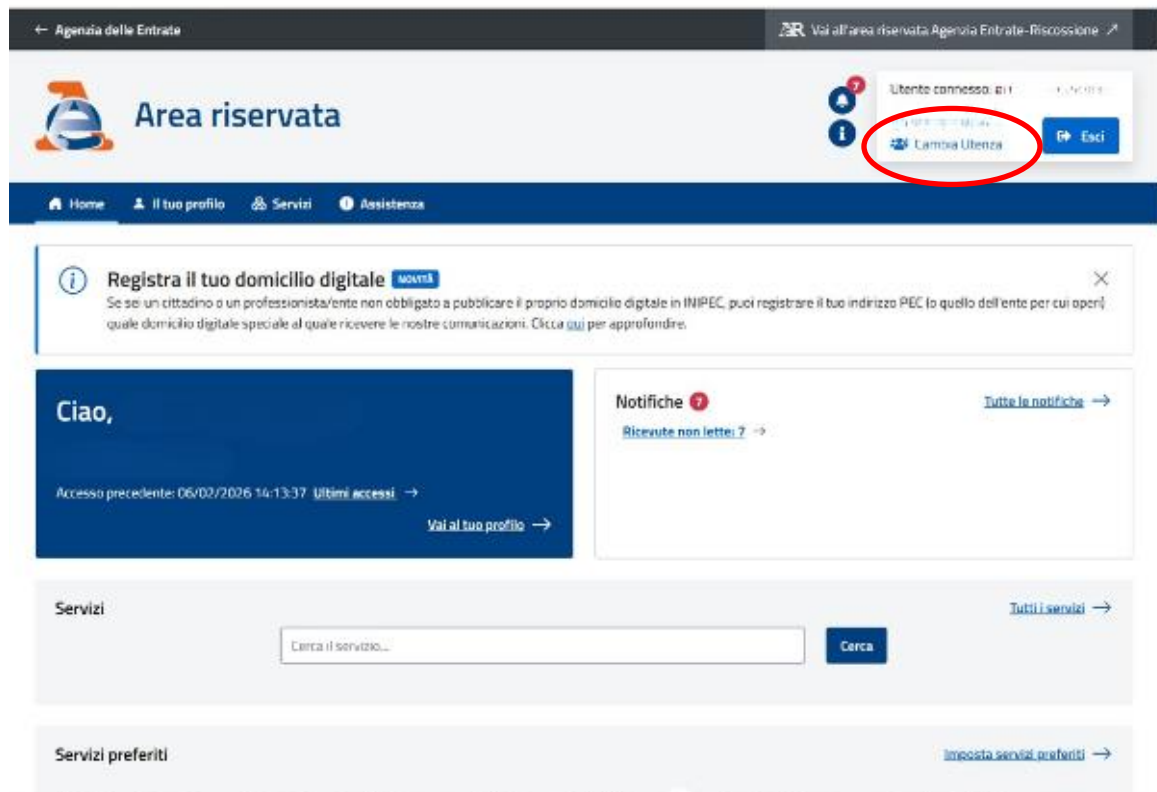 ← Agenzia delle Entrate
Vai all'area riservata Agenzia Entrate-Riscossione ↗
Area riservata
7
Utente connesso:
Cambia Utenza
Esci
Home
Il tuo profilo
Servizi
Assistenza
Registra il tuo domicilio digitale NOVITÀ
Se sei un cittadino o un professionista/ente non obbligato a pubblicare il proprio domicilio digitale in INIPEC, puoi registrare il tuo indirizzo PEC (o quello dell'ente per cui operi)
quale domicilio digitale speciale al quale ricevere le nostre comunicazioni. Clicca qui per approfondire.
Ciao,
Accesso precedente: 06/02/2026 14:13:37 Ultimi accessi →
Vai al tuo profilo →
Notifiche 7
Tutte le notifiche →
Ricevute non lette: 7 →
Servizi
Tutti i servizi →
Cerca il servizio...
Cerca
Servizi preferiti
Imposta servizi preferiti →